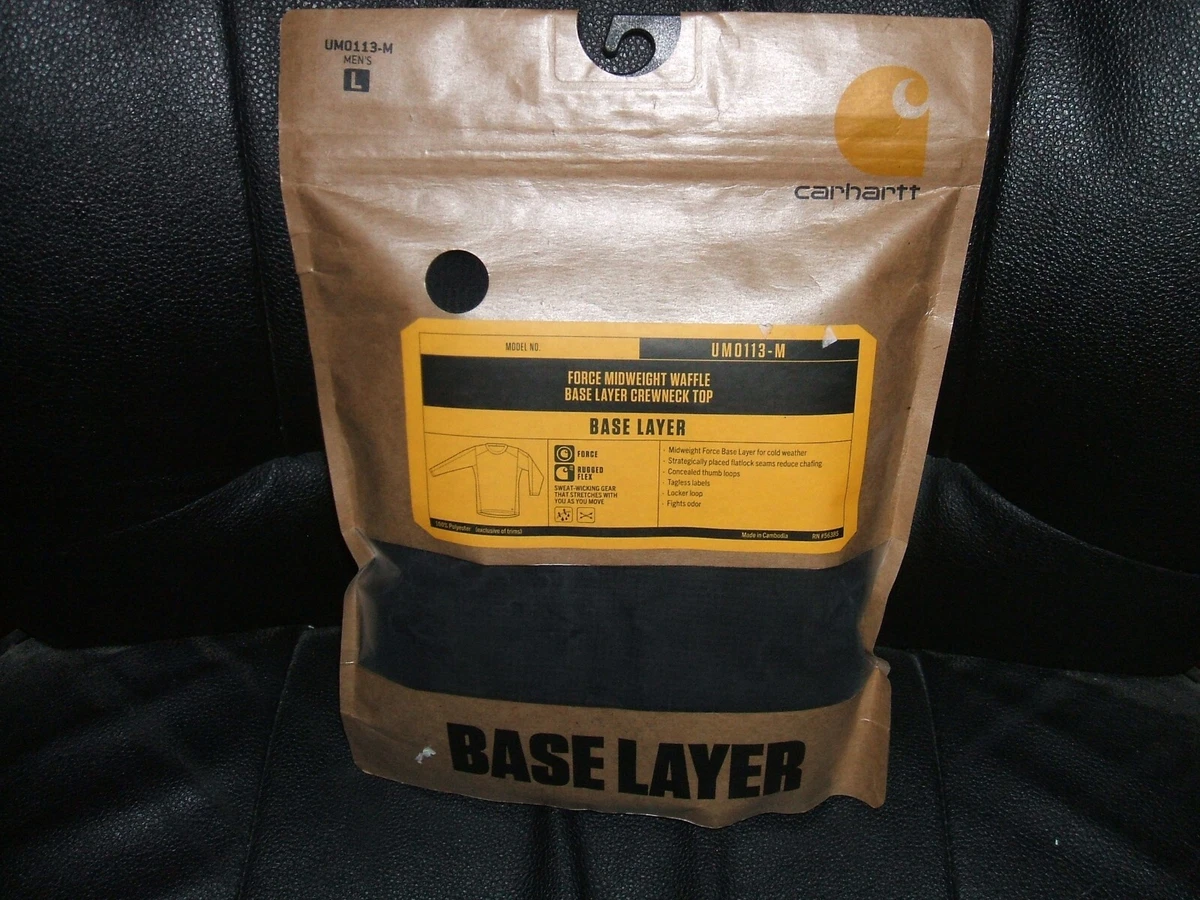 UM0113-M
MEN'S
L
carhartt
MODEL NO.
UM0113-M
FORCE MIDWEIGHT WAFFLE
BASE LAYER CREWNECK TOP
BASE LAYER
FORCE
RUGGED
FLEX
SWEAT-WICKING GEAR
THAT STRETCHES WITH
YOU AS YOU MOVE
· Midweight Force Base Layer for cold weather
· Strategically placed flatlock seams reduce chafing
· Concealed thumb loops
· Tagless labels
· Locker loop
· Fights odor
100% Polyester (exclusive of trims)
Made in Cambodia
RN #56385
BASE LAYER